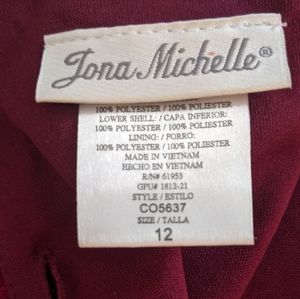 Jona Michelle®
100% POLYESTER / 100% POLIESTER
LOWER SHELL: / CAPA INFERIOR:
100% POLYESTER / 100% POLIESTER
LINING: / FORRO:
100% POLYESTER / 100% POLIESTER
MADE IN VIETNAM
HECHO EN VIETNAM
R/N# 61953
GPU# 1812-21
STYLE / ESTILO
CO5637
SIZE / TALLA
12